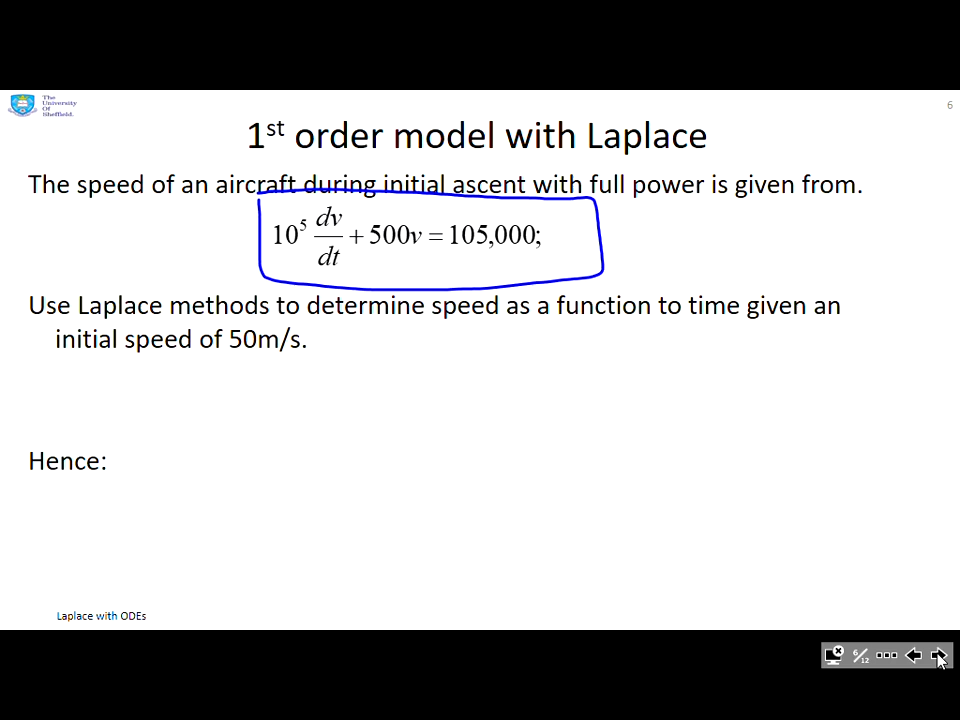 The
University
Of
Sheffield.
6
1st order model with Laplace
The speed of an aircraft during initial ascent with full power is given from.
10^5 dv/dt + 500v = 105,000;
Use Laplace methods to determine speed as a function to time given an
initial speed of 50m/s.
Hence:
Laplace with ODEs
6/12